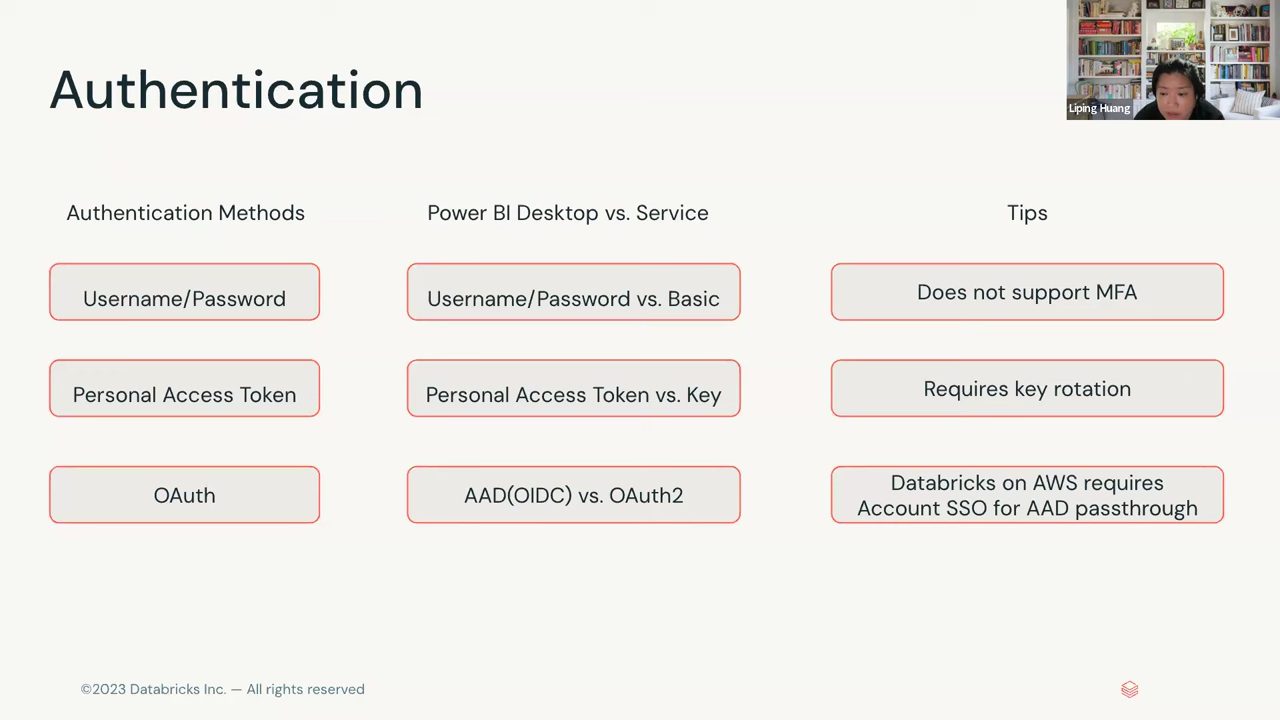 Authentication
Liping Huang
Authentication Methods
Power BI Desktop vs. Service
Tips
Username/Password
Username/Password vs. Basic
Does not support MFA
Personal Access Token
Personal Access Token vs. Key
Requires key rotation
OAuth
AAD(OIDC) vs. OAuth2
Databricks on AWS requires
Account SSO for AAD passthrough
©2023 Databricks Inc. — All rights reserved